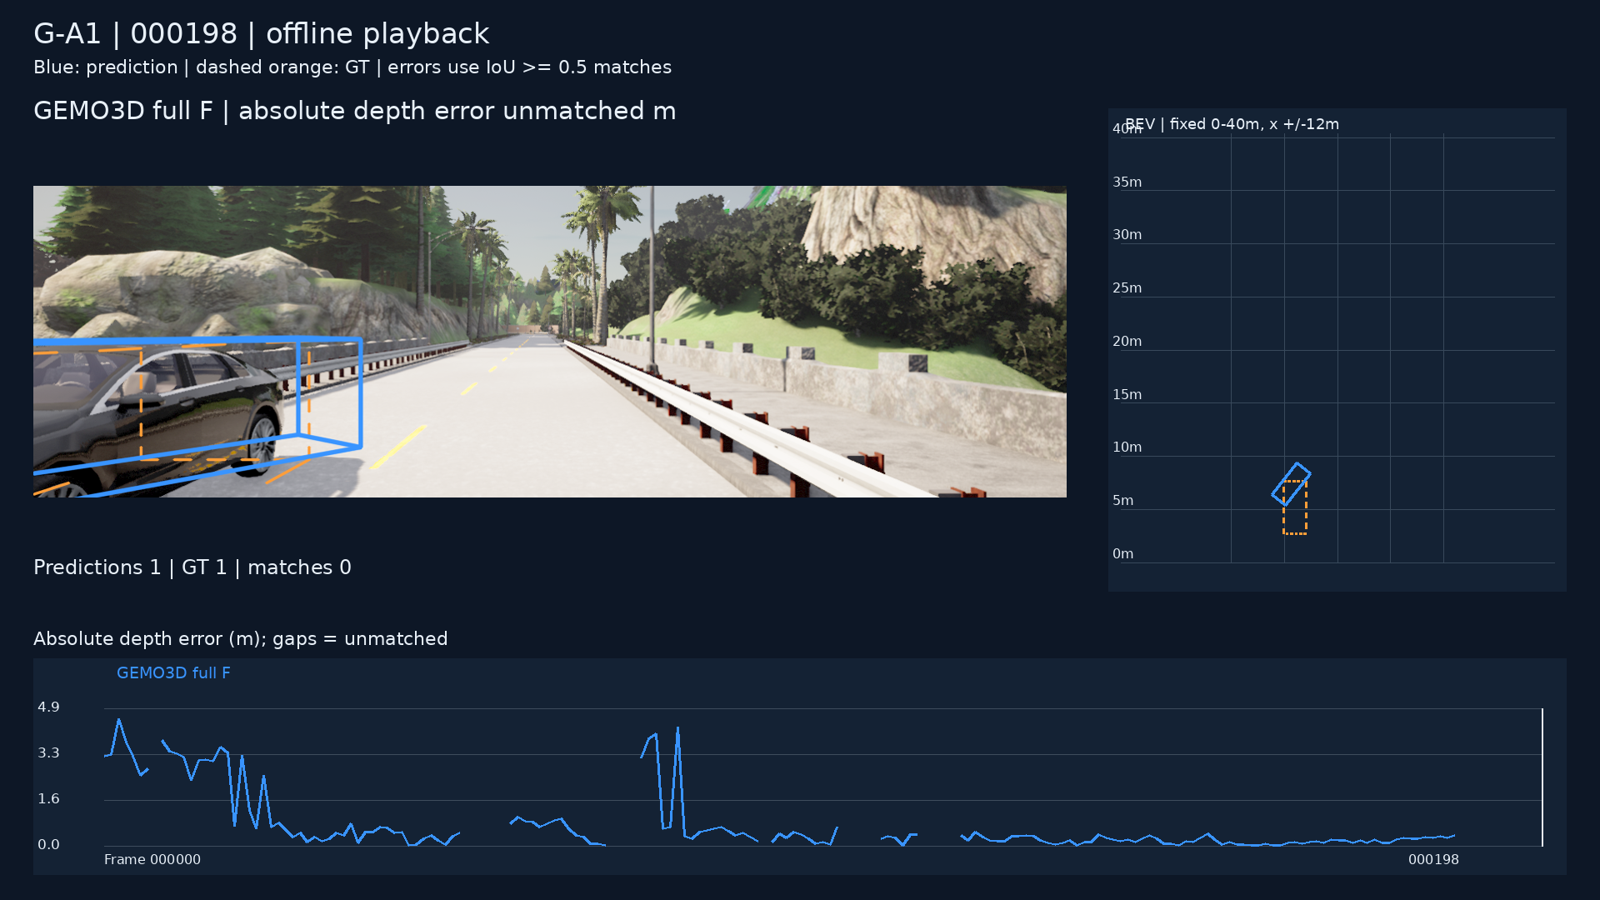 G-A1 | 000198 | offline playback
Blue: prediction | dashed orange: GT | errors use IoU >= 0.5 matches
GEMO3D full F | absolute depth error unmatched m
BEV | fixed 0-40m, x +/-12m
40m
35m
30m
25m
20m
15m
10m
5m
0m
Predictions 1 | GT 1 | matches 0
Absolute depth error (m); gaps = unmatched
GEMO3D full F
4.9
3.3
1.6
0.0
Frame 000000
000198